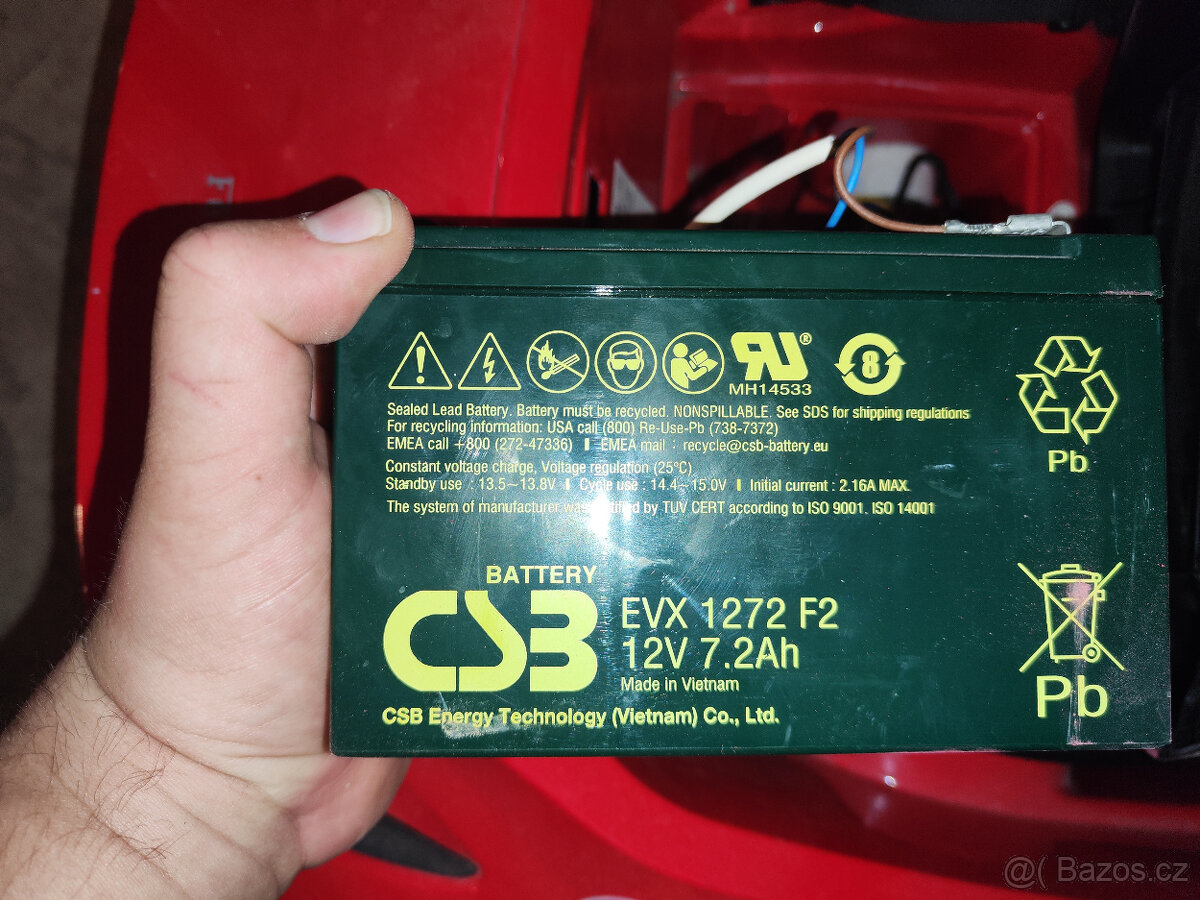 MH14533
8
Sealed Lead Battery. Battery must be recycled. NONSPILLABLE. See SDS for shipping regulations
For recycling information: USA call (800) Re-Use-Pb (738-7372)
EMEA call +800 (272-47336) | EMEA mail : recycle@csb-battery.eu
Pb
Constant voltage charge, Voltage regulation (25°C)
Standby use : 13.5~13.8V | Cycle use : 14.4~15.0V | Initial current : 2.16A MAX.
The system of manufacturer was by TUV CERT according to ISO 9001. ISO 14001
BATTERY
CSB
EVX 1272 F2
12V 7.2Ah
Made in Vietnam
Pb
CSB Energy Technology (Vietnam) Co., Ltd.
Bazos.cz